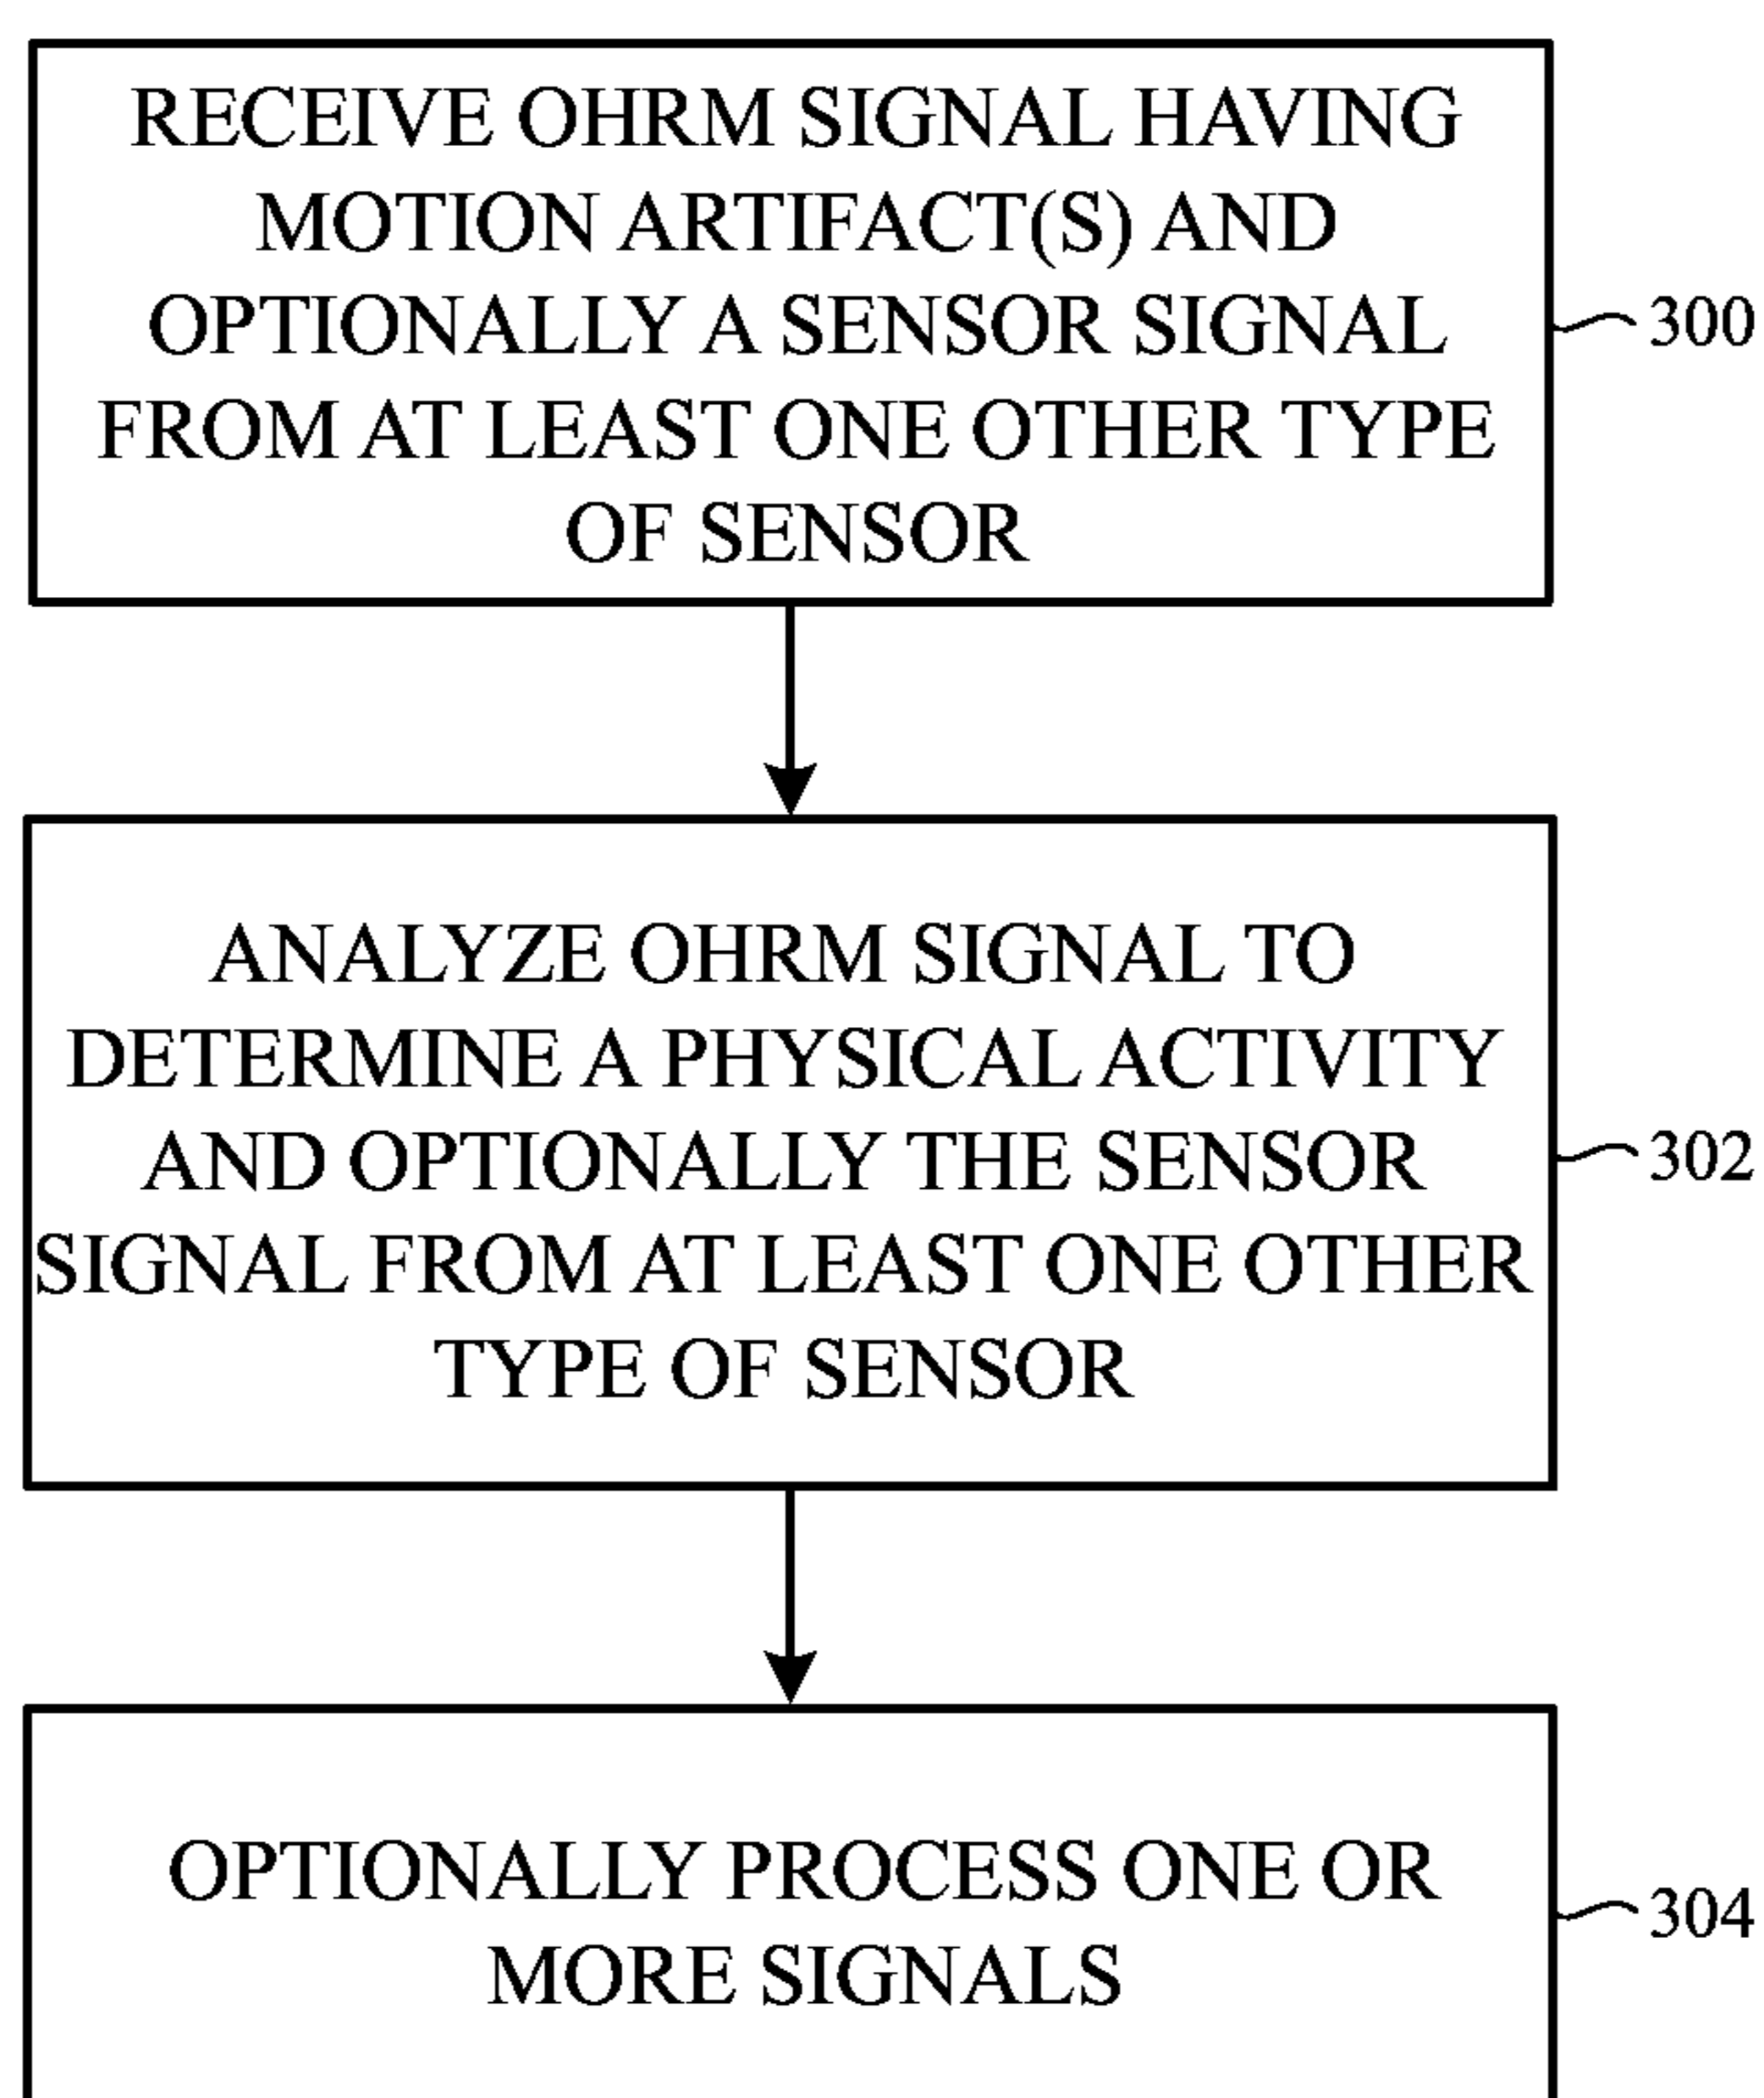 RECEIVE OHRM SIGNAL HAVING
MOTION ARTIFACT(S) AND
OPTIONALLY A SENSOR SIGNAL
FROM AT LEAST ONE OTHER TYPE
OF SENSOR
300
ANALYZE OHRM SIGNAL TO
DETERMINE A PHYSICAL ACTIVITY
AND OPTIONALLY THE SENSOR
SIGNAL FROM AT LEAST ONE OTHER
TYPE OF SENSOR
302
OPTIONALLY PROCESS ONE OR
MORE SIGNALS
304